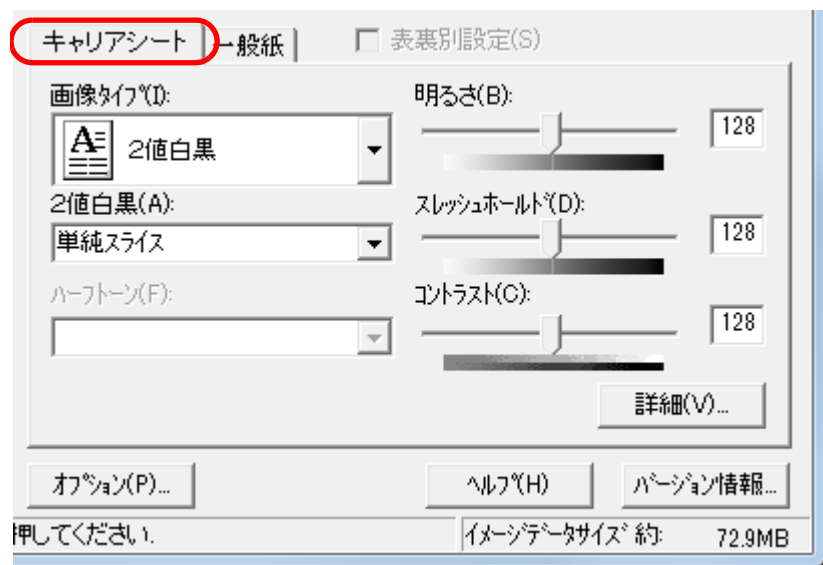 キャリアシート 一般紙 表裏別設定(S)
画像ﾀｲﾌﾟ(I):
2値白黒
2値白黒(A):
単純ｽﾗｲｽ
ﾊｰﾌﾄｰﾝ(F):
明るさ(B):
128
ｽﾚｯｼｭﾎｰﾙﾄﾞ(D):
128
ｺﾝﾄﾗｽﾄ(C):
128
詳細(V)...
ｵﾌﾟｼｮﾝ(P)... ﾍﾙﾌﾟ(H) ﾊﾞｰｼﾞｮﾝ情報...
押してください. ｲﾒｰｼﾞﾃﾞｰﾀｻｲｽﾞ 約: 72.9MB